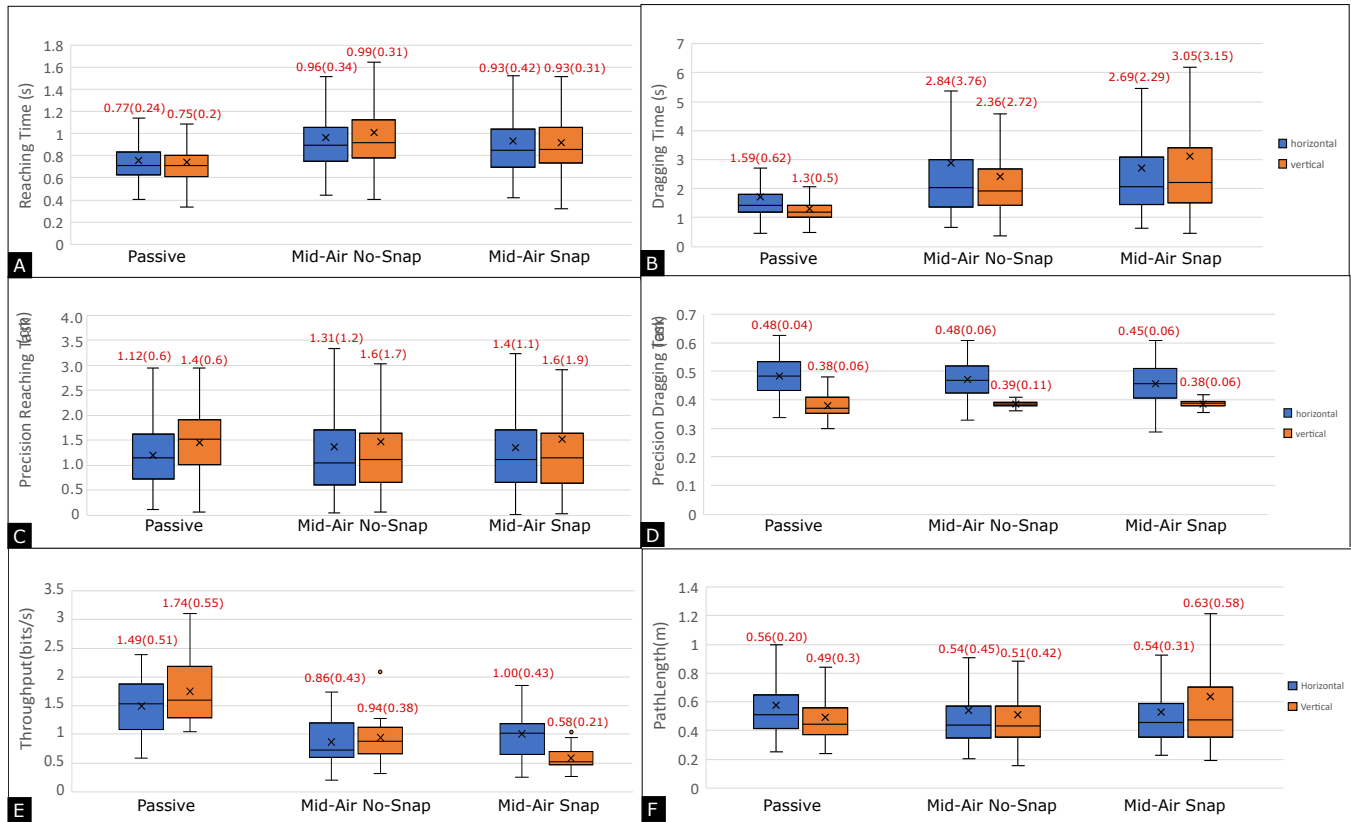 Reaching Time (s)
1.8
1.6
1.4
1.2
1
0.8
0.6
0.4
0.2
0
0.77(0.24)
0.75(0.2)
0.96(0.34)
0.99(0.31)
0.93(0.42)
0.93(0.31)
Passive
Mid-Air No-Snap
Mid-Air Snap
A
Dragging Time (s)
7
6
5
4
3
2
1
0
1.59(0.62)
1.3(0.5)
2.84(3.76)
2.36(2.72)
2.69(2.29)
3.05(3.15)
horizontal
vertical
Passive
Mid-Air No-Snap
Mid-Air Snap
B
Precision Reaching Task
4.0
3.5
3.0
2.5
2.0
1.5
1.0
0.5
0
1.12(0.6)
1.4(0.6)
1.31(1.2)
1.6(1.7)
1.4(1.1)
1.6(1.9)
Passive
Mid-Air No-Snap
Mid-Air Snap
C
Precision Dragging Task
0.7
0.6
0.5
0.4
0.3
0.2
0.1
0
0.48(0.04)
0.38(0.06)
0.48(0.06)
0.39(0.11)
0.45(0.06)
0.38(0.06)
horizontal
vertical
Passive
Mid-Air No-Snap
Mid-Air Snap
D
Throughput(bits/s)
3.5
3
2.5
2
1.5
1
0.5
0
1.49(0.51)
1.74(0.55)
0.86(0.43)
0.94(0.38)
1.00(0.43)
0.58(0.21)
Passive
Mid-Air No-Snap
Mid-Air Snap
E
PathLength(m)
1.4
1.2
1
0.8
0.6
0.4
0.2
0
0.56(0.20)
0.49(0.3)
0.54(0.45)
0.51(0.42)
0.54(0.31)
0.63(0.58)
Horizontal
Vertical
Passive
Mid-Air No-Snap
Mid-Air Snap
F